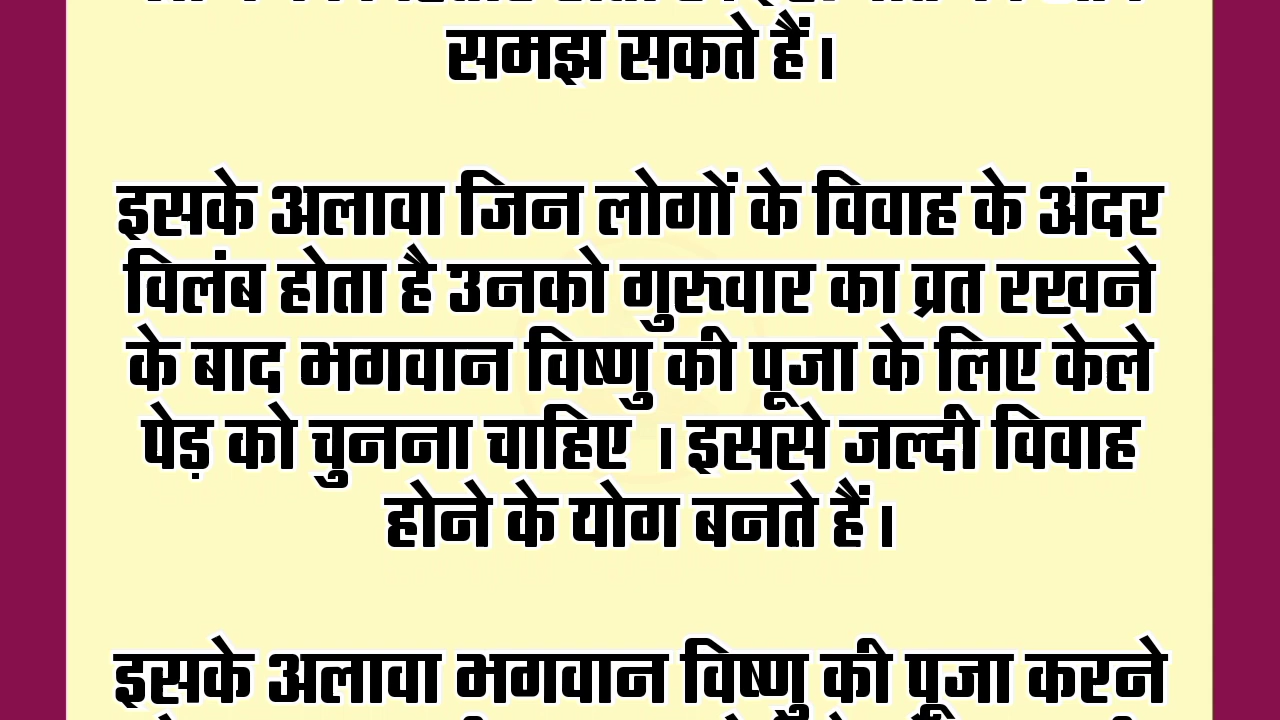 समझ सकते हैं।
इसके अलावा जिन लोगों के विवाह के अंदर
विलंब होता है उनको गुरुवार का व्रत रखने
के बाद भगवान विष्णु की पूजा के लिए केले
पेड़ को चुनना चाहिए । इससे जल्दी विवाह
होने के योग बनते हैं।
इसके अलावा भगवान विष्णु की पूजा करने